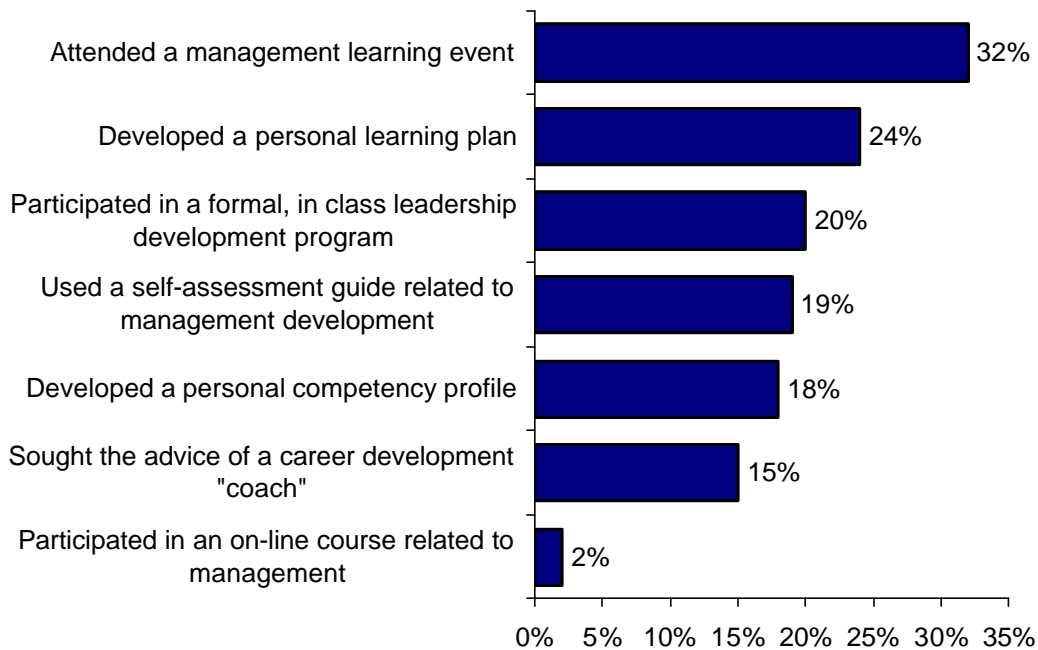 Attended a management learning event
32%
Developed a personal learning plan
24%
Participated in a formal, in class leadership
development program
20%
Used a self-assessment guide related to
management development
19%
Developed a personal competency profile
18%
Sought the advice of a career development
"coach"
15%
Participated in an on-line course related to
management
2%
0% 5% 10% 15% 20% 25% 30% 35%